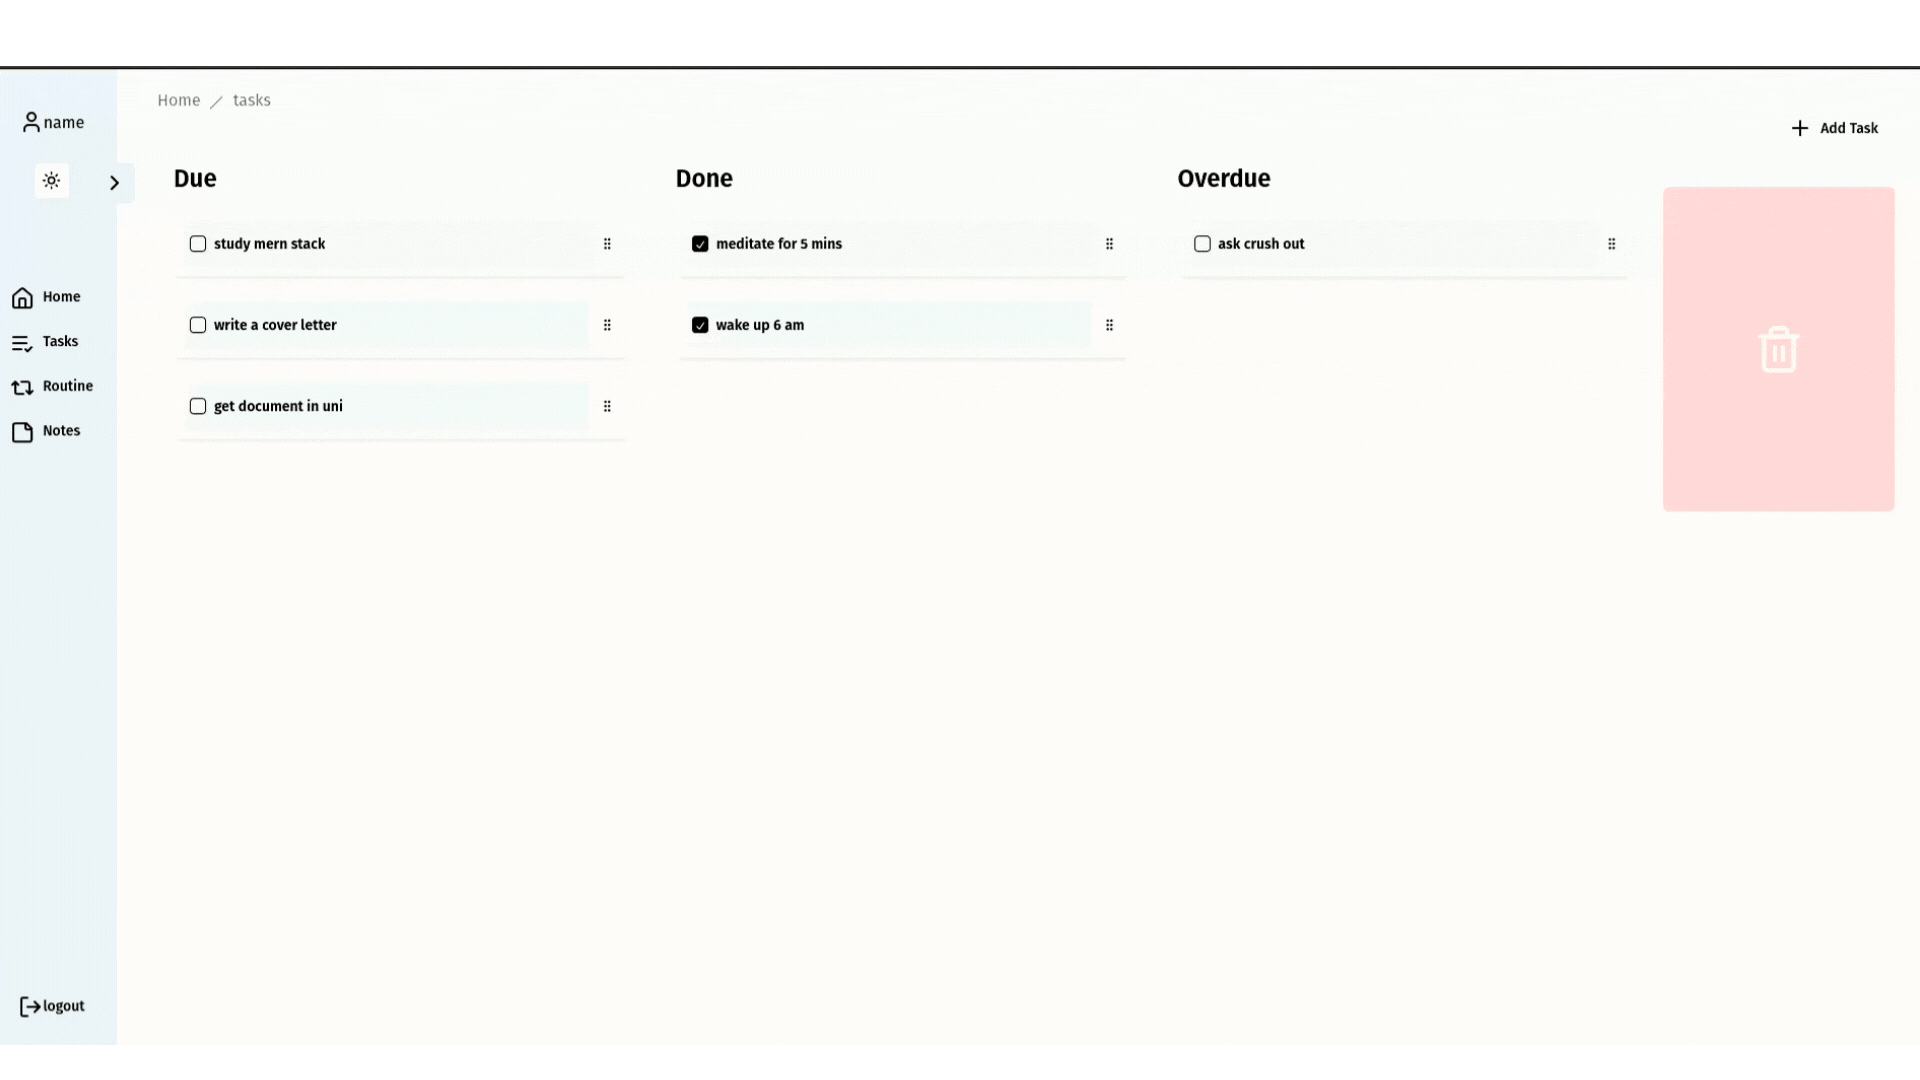 name
Home
Tasks
Routine
Notes
logout
Home / tasks
Add Task
Due
study mern stack
write a cover letter
get document in uni
Done
meditate for 5 mins
wake up 6 am
Overdue
ask crush out